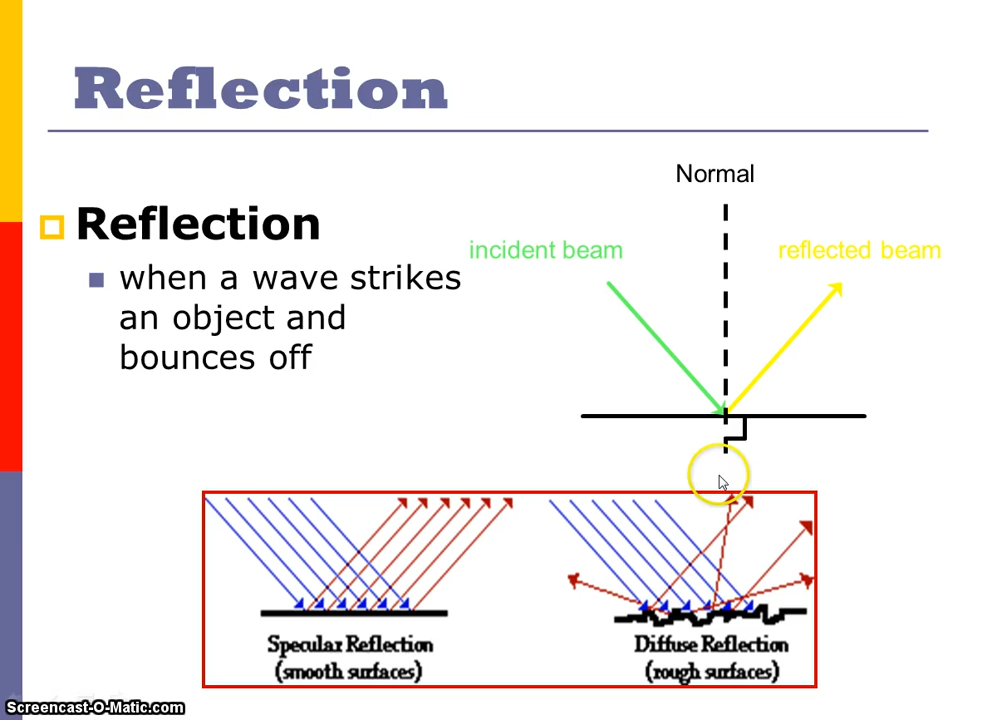 Reflection
Normal
Reflection
incident beam
reflected beam
when a wave strikes
an object and
bounces off
Specular Reflection
(smooth surfaces)
Diffuse Reflection
(rough surfaces)
Screencast-O-Matic.com